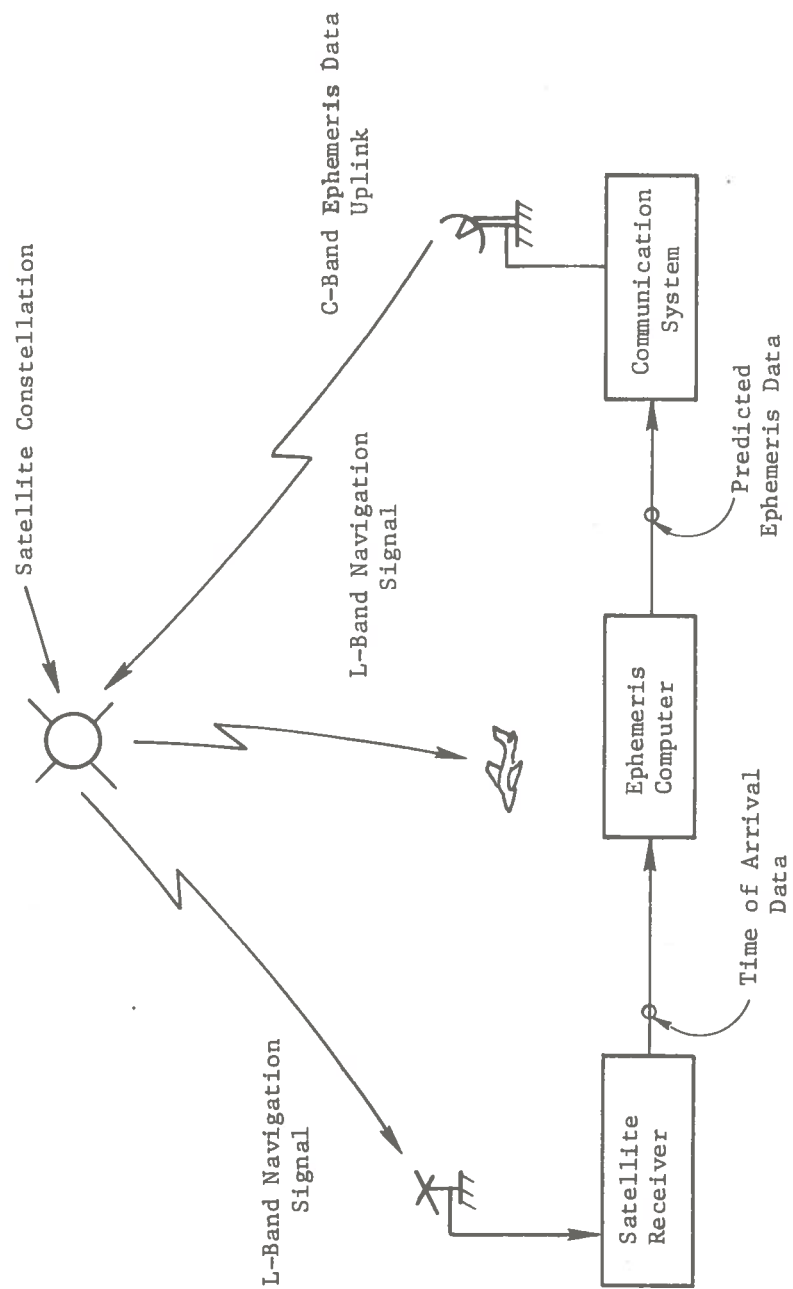 Satellite Constellation
C-Band Ephemeris Data
Uplink
L-Band Navigation
Signal
L-Band Navigation
Signal
Satellite
Receiver
Time of Arrival
Data
Ephemeris
Computer
Predicted
Ephemeris Data
Communication
System